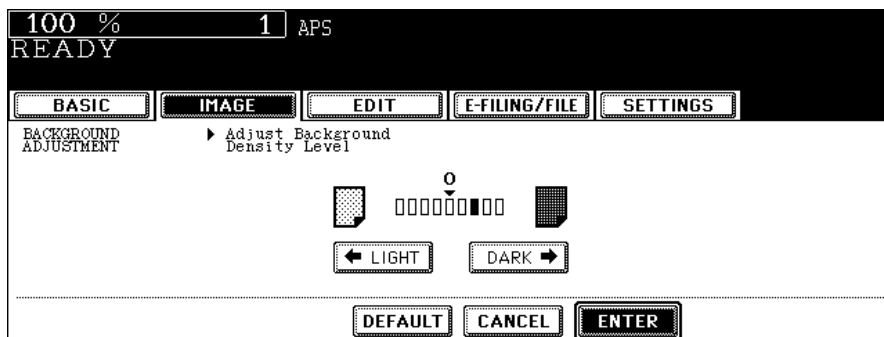 100 % 1 APS
READY
BASIC IMAGE EDIT E-FILING/FILE SETTINGS
BACKGROUND
ADJUSTMENT
Adjust Background
Density Level
0
LIGHT DARK
DEFAULT CANCEL ENTER